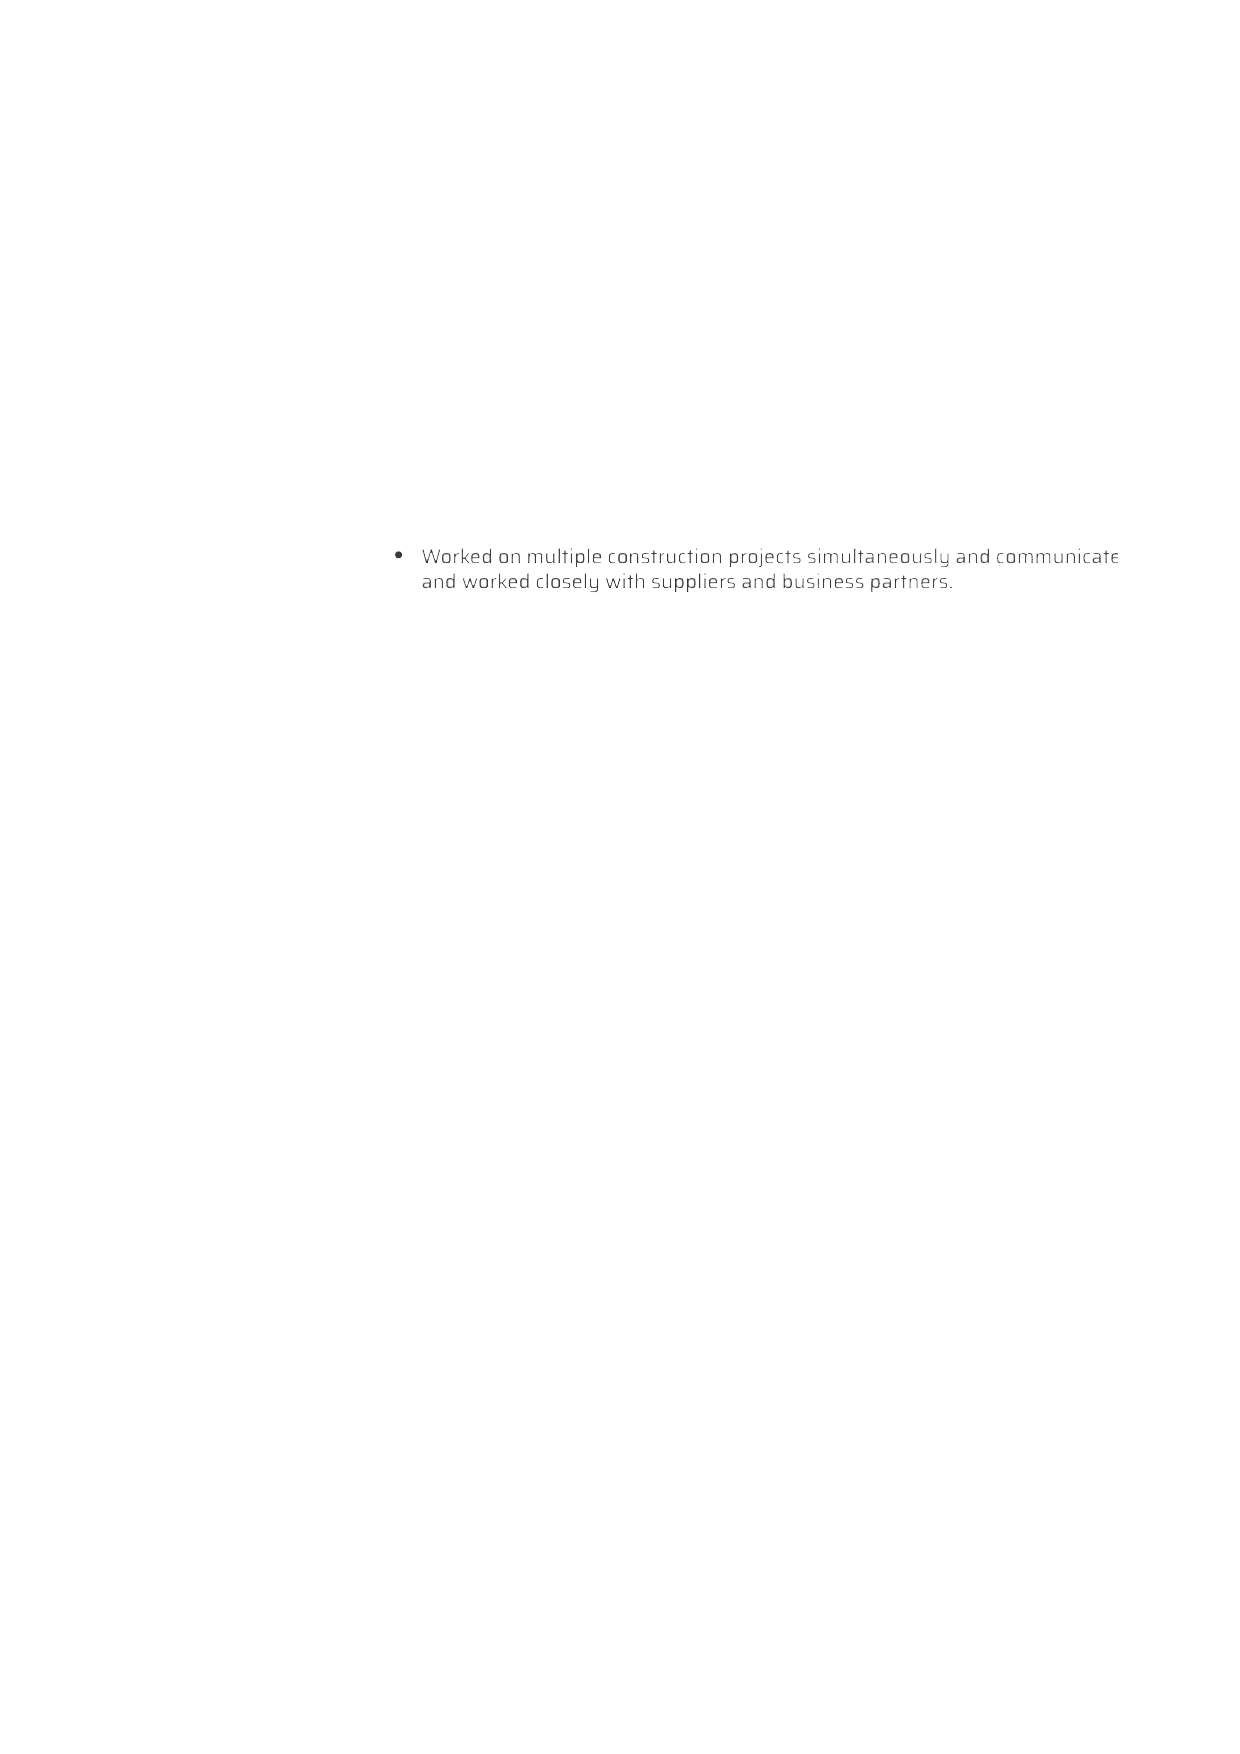 • Worked on multiple construction projects simultaneously and communicate
and worked closely with suppliers and business partners.